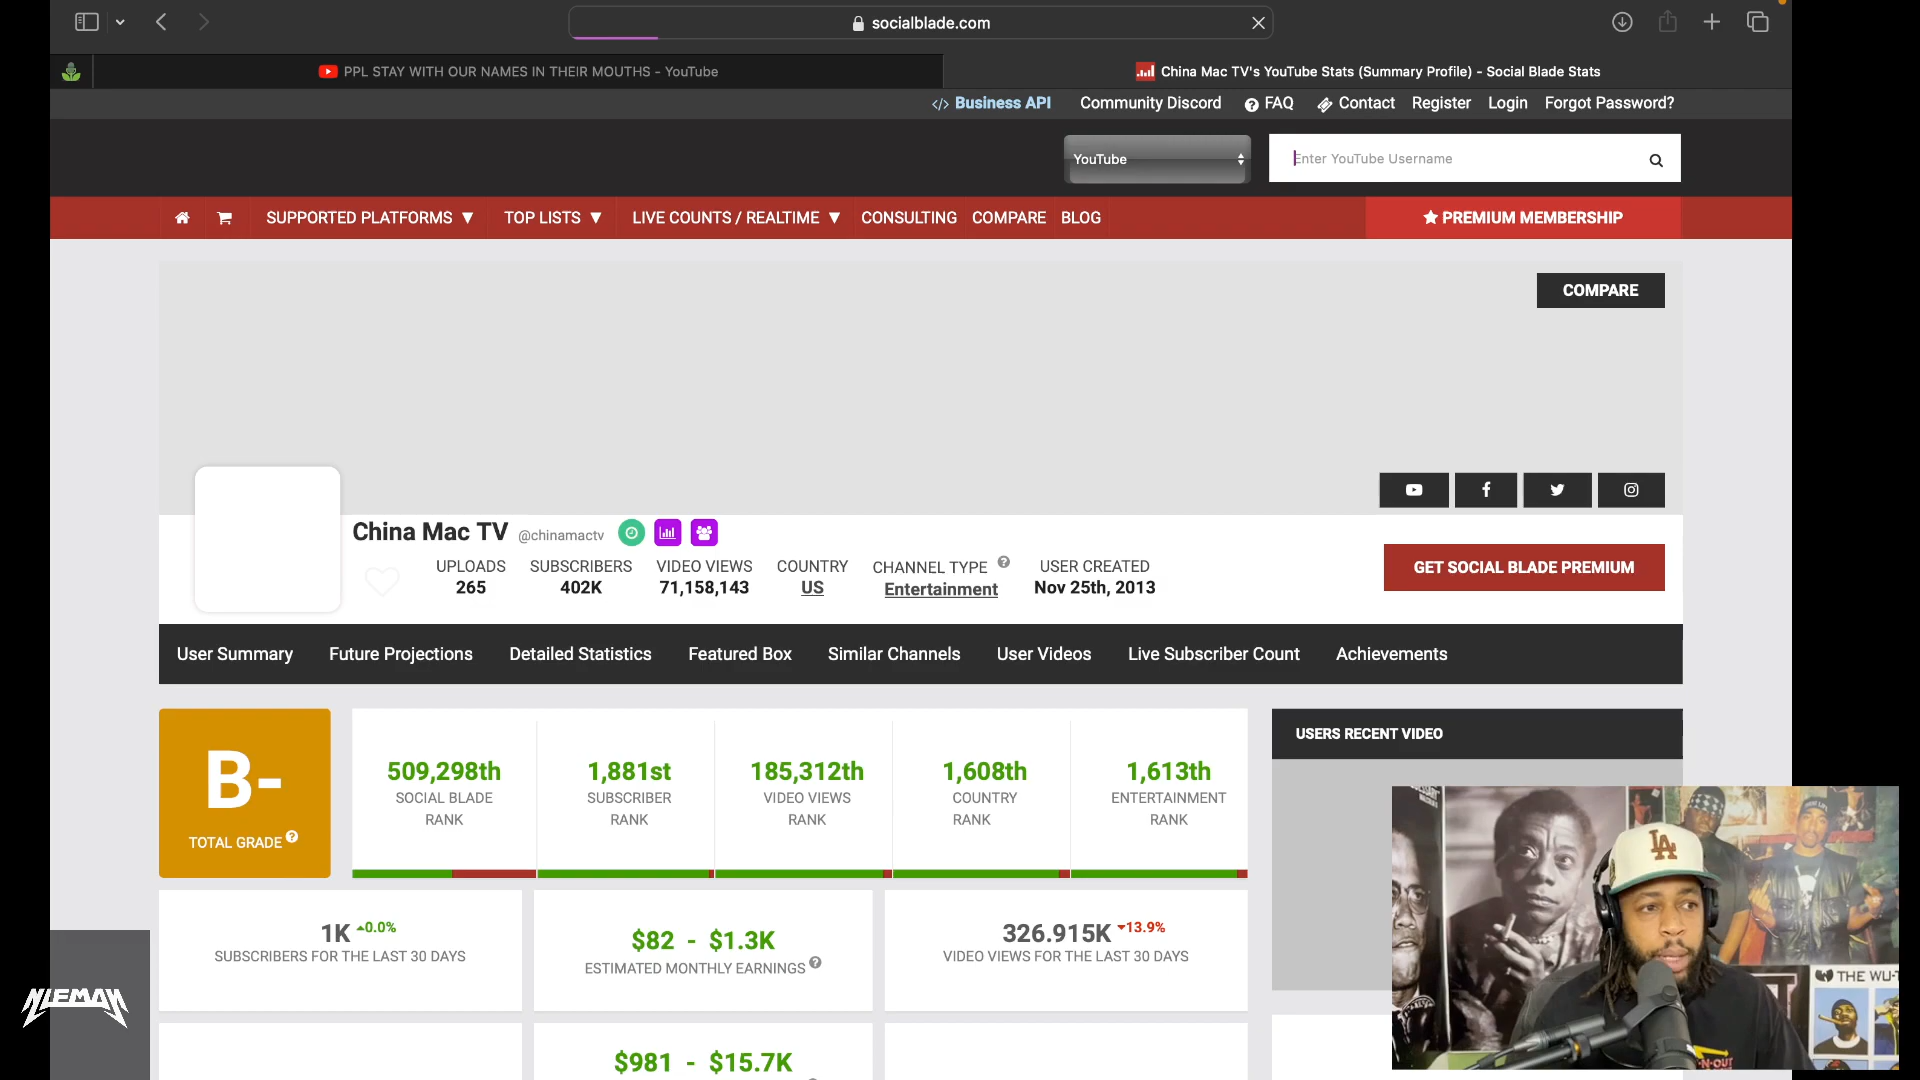 socialblade.com
PPL STAY WITH OUR NAMES IN THEIR MOUTHS - YouTube
China Mac TV's YouTube Stats (Summary Profile) - Social Blade Stats
</> Business API Community Discord FAQ Contact Register Login Forgot Password?
YouTube
Enter YouTube Username
SUPPORTED PLATFORMS ▼ TOP LISTS ▼ LIVE COUNTS / REALTIME ▼ CONSULTING COMPARE BLOG
PREMIUM MEMBERSHIP
COMPARE
China Mac TV @chinamactv
UPLOADS SUBSCRIBERS VIDEO VIEWS COUNTRY CHANNEL TYPE USER CREATED
265 402K 71,158,143 US Entertainment Nov 25th, 2013
GET SOCIAL BLADE PREMIUM
User Summary Future Projections Detailed Statistics Featured Box Similar Channels User Videos Live Subscriber Count Achievements
B-
TOTAL GRADE
509,298th
SOCIAL BLADE
RANK
1,881st
SUBSCRIBER
RANK
185,312th
VIDEO VIEWS
RANK
1,608th
COUNTRY
RANK
1,613th
ENTERTAINMENT
RANK
USERS RECENT VIDEO
1K 0.0%
SUBSCRIBERS FOR THE LAST 30 DAYS
$82 - $1.3K
ESTIMATED MONTHLY EARNINGS
326.915K 13.9%
VIDEO VIEWS FOR THE LAST 30 DAYS
$981 - $15.7K
NIEMAN
LA
THE WU-T
N-OUT